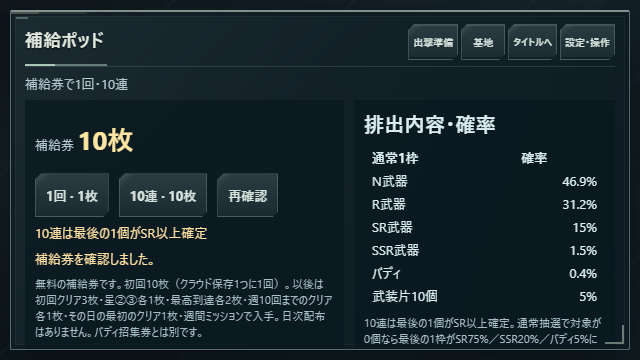 補給ポッド
出撃準備
基地
タイトルへ
設定・操作
補給券で1回・10連
補給券 10枚
1回 - 1枚
10連 - 10枚
再確認
10連は最後の1個がSR以上確定
補給券を確認しました。
無料の補給券です。初回10枚（クラウド保存1つに1回）。以後は
初回クリア3枚・星②③各1枚・最高到達各2枚・週10回までのクリア
各1枚・その日の最初のクリア1枚・週間ミッションで入手。日次配布
はありません。バディ招集券とは別です。
排出内容・確率
通常1枠 確率
N武器 46.9%
R武器 31.2%
SR武器 15%
SSR武器 1.5%
バディ 0.4%
武装片10個 5%
10連は最後の1個がSR以上確定。通常抽選で対象が
0個なら最後の1枠がSR75%／SSR20%／バディ5%に